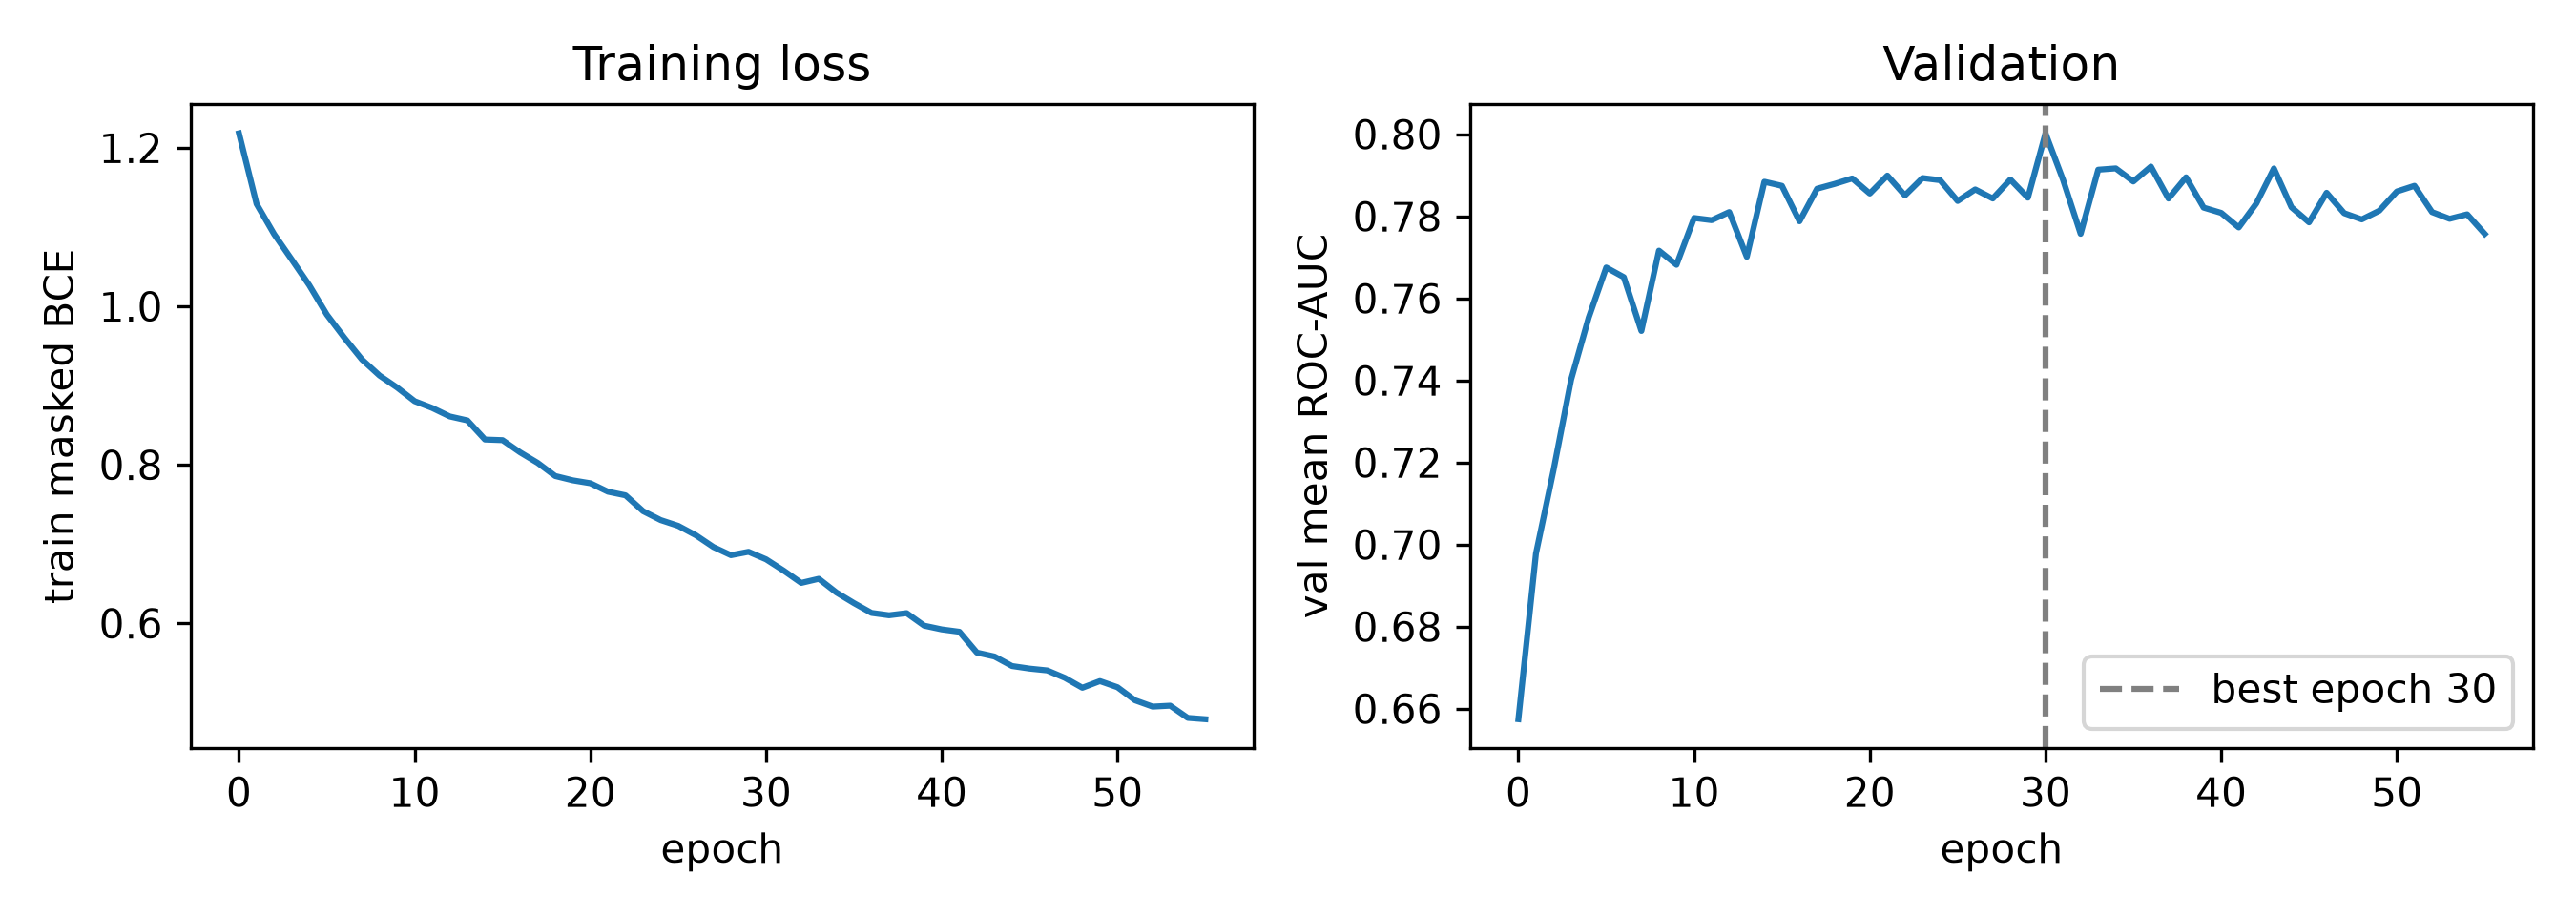 Training loss
train masked BCE
1.2
1.0
0.8
0.6
0 10 20 30 40 50
epoch
Validation
val mean ROC-AUC
0.80
0.78
0.76
0.74
0.72
0.70
0.68
0.66
best epoch 30
0 10 20 30 40 50
epoch